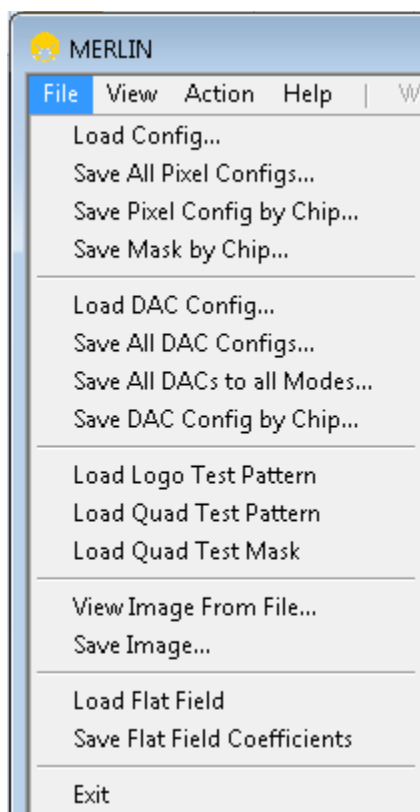 MERLIN
File View Action Help | W
Load Config...
Save All Pixel Configs...
Save Pixel Config by Chip...
Save Mask by Chip...
Load DAC Config...
Save All DAC Configs...
Save All DACs to all Modes...
Save DAC Config by Chip...
Load Logo Test Pattern
Load Quad Test Pattern
Load Quad Test Mask
View Image From File...
Save Image...
Load Flat Field
Save Flat Field Coefficients
Exit